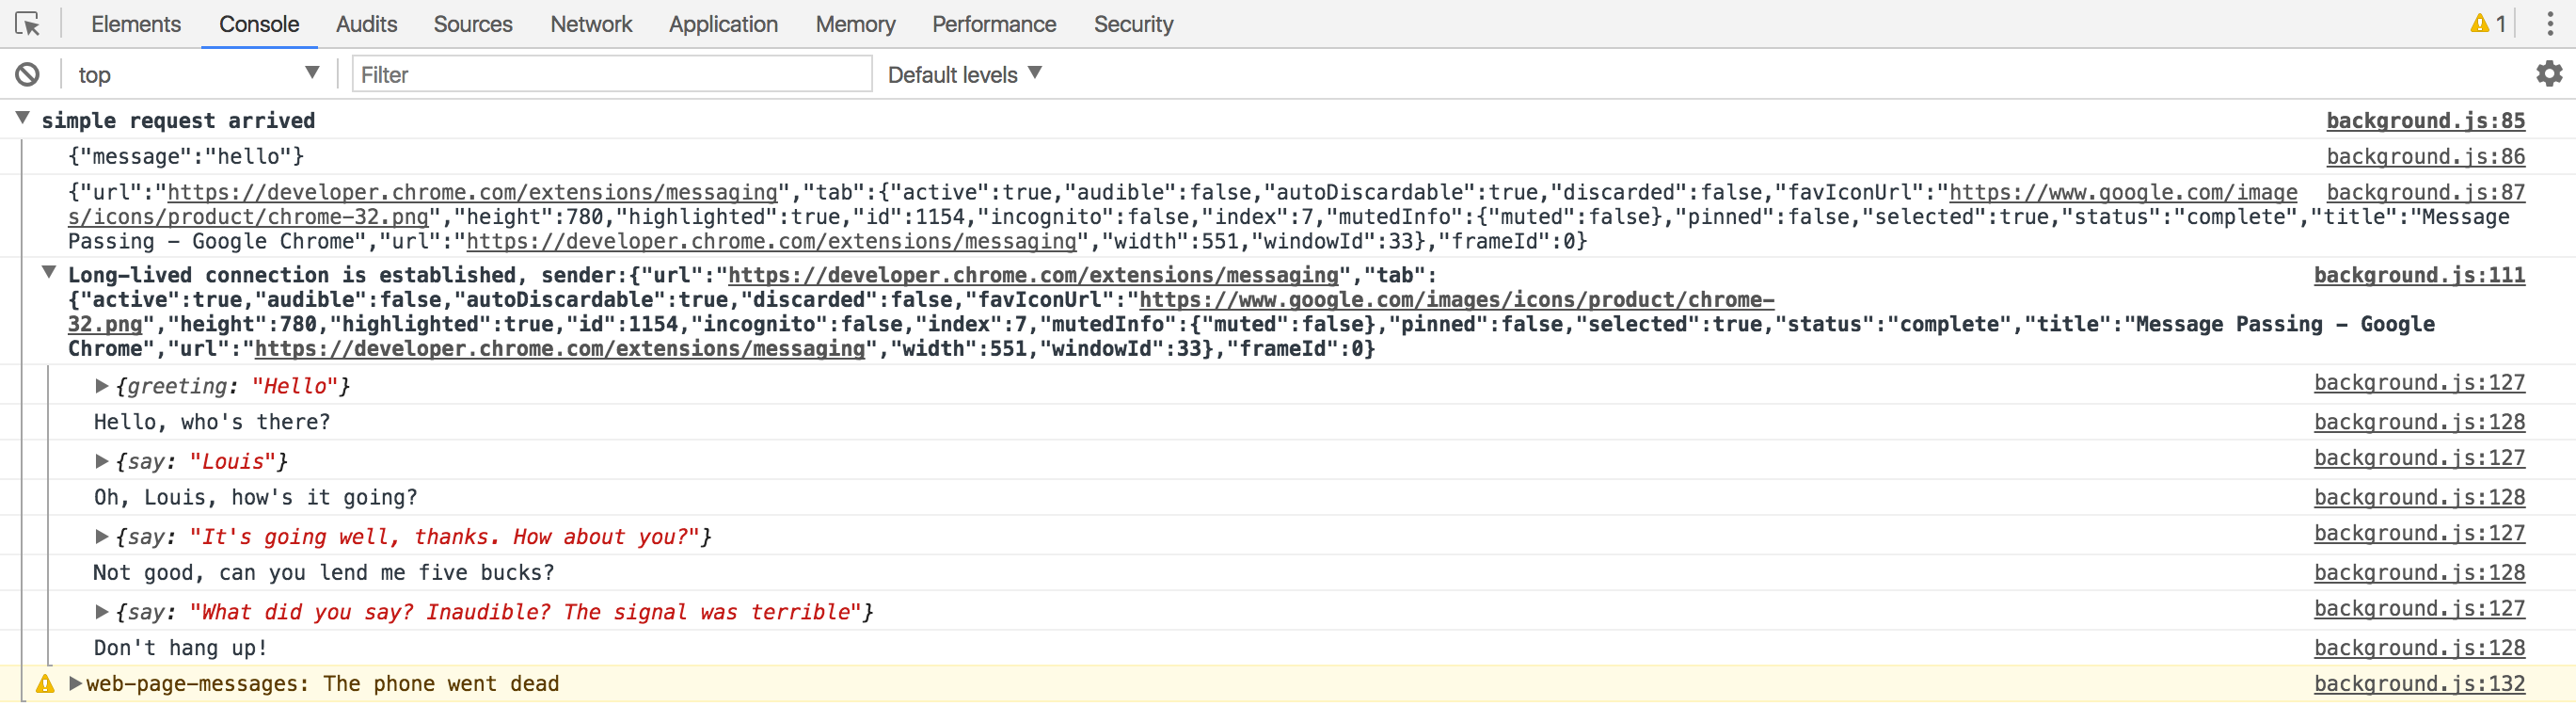 Elements Console Audits Sources Network Application Memory Performance Security 1
top Filter Default levels
simple request arrived background.js:85
{"message":"hello"} background.js:86
{"url":"https://developer.chrome.com/extensions/messaging","tab":{"active":true,"audible":false,"autoDiscardable":true,"discarded":false,"favIconUrl":"https://www.google.com/image background.js:87
s/icons/product/chrome-32.png","height":780,"highlighted":true,"id":1154,"incognito":false,"index":7,"mutedInfo":{"muted":false},"pinned":false,"selected":true,"status":"complete","title":"Message
Passing - Google Chrome","url":"https://developer.chrome.com/extensions/messaging","width":551,"windowId":33},"frameId":0}
Long-lived connection is established, sender:{"url":"https://developer.chrome.com/extensions/messaging","tab": background.js:111
{"active":true,"audible":false,"autoDiscardable":true,"discarded":false,"favIconUrl":"https://www.google.com/images/icons/product/chrome-
32.png","height":780,"highlighted":true,"id":1154,"incognito":false,"index":7,"mutedInfo":{"muted":false},"pinned":false,"selected":true,"status":"complete","title":"Message Passing - Google
Chrome","url":"https://developer.chrome.com/extensions/messaging","width":551,"windowId":33},"frameId":0}
{greeting: "Hello"} background.js:127
Hello, who's there? background.js:128
{say: "Louis"} background.js:127
Oh, Louis, how's it going? background.js:128
{say: "It's going well, thanks. How about you?"} background.js:127
Not good, can you lend me five bucks? background.js:128
{say: "What did you say? Inaudible? The signal was terrible"} background.js:127
Don't hang up! background.js:128
web-page-messages: The phone went dead background.js:132